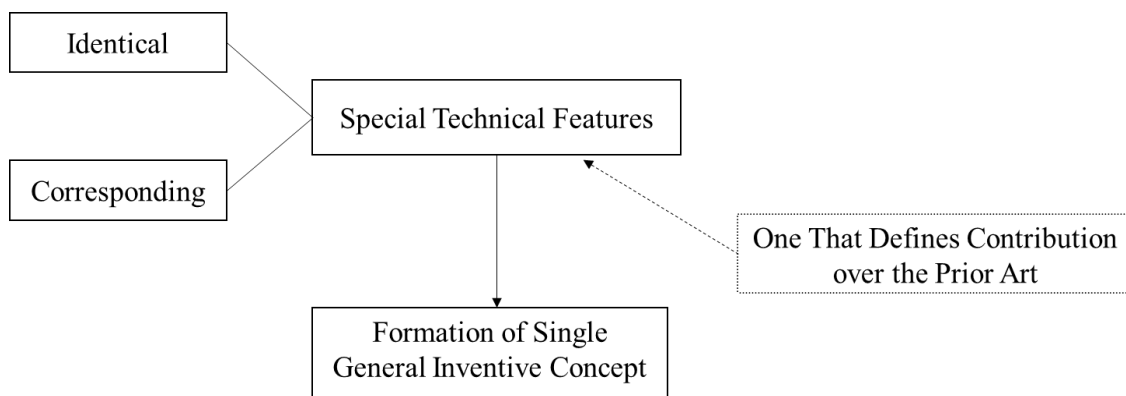 Identical
Special Technical Features
Corresponding
One That Defines Contribution
over the Prior Art
Formation of Single
General Inventive Concept